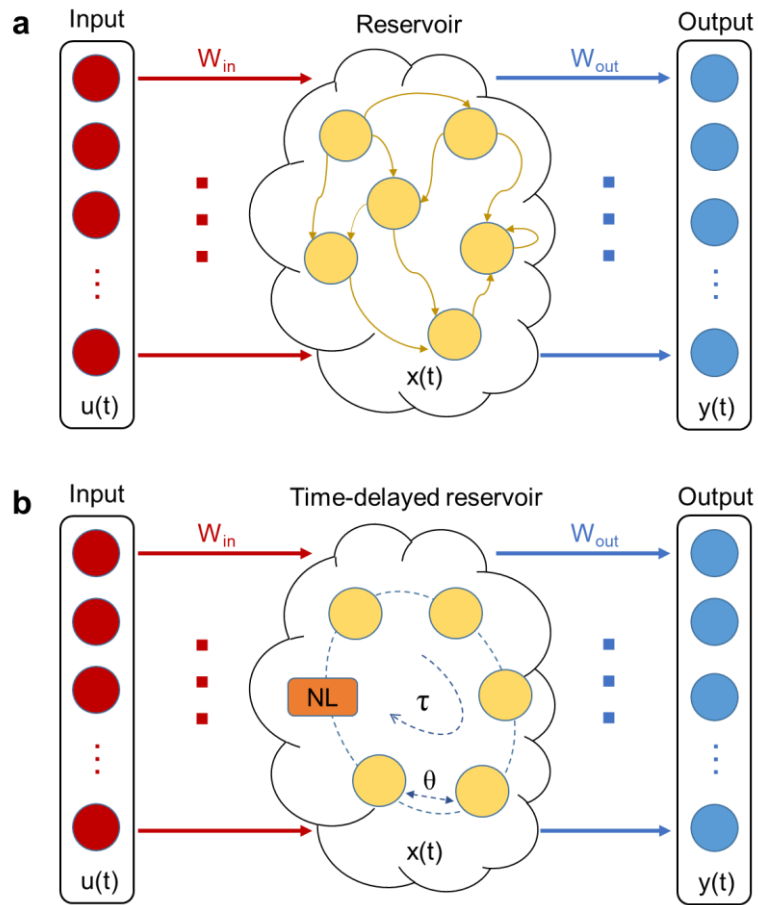 a
Input
Reservoir
Output
W_in
W_out
x(t)
u(t)
y(t)
b
Input
Time-delayed reservoir
Output
W_in
W_out
NL
τ
θ
x(t)
u(t)
y(t)